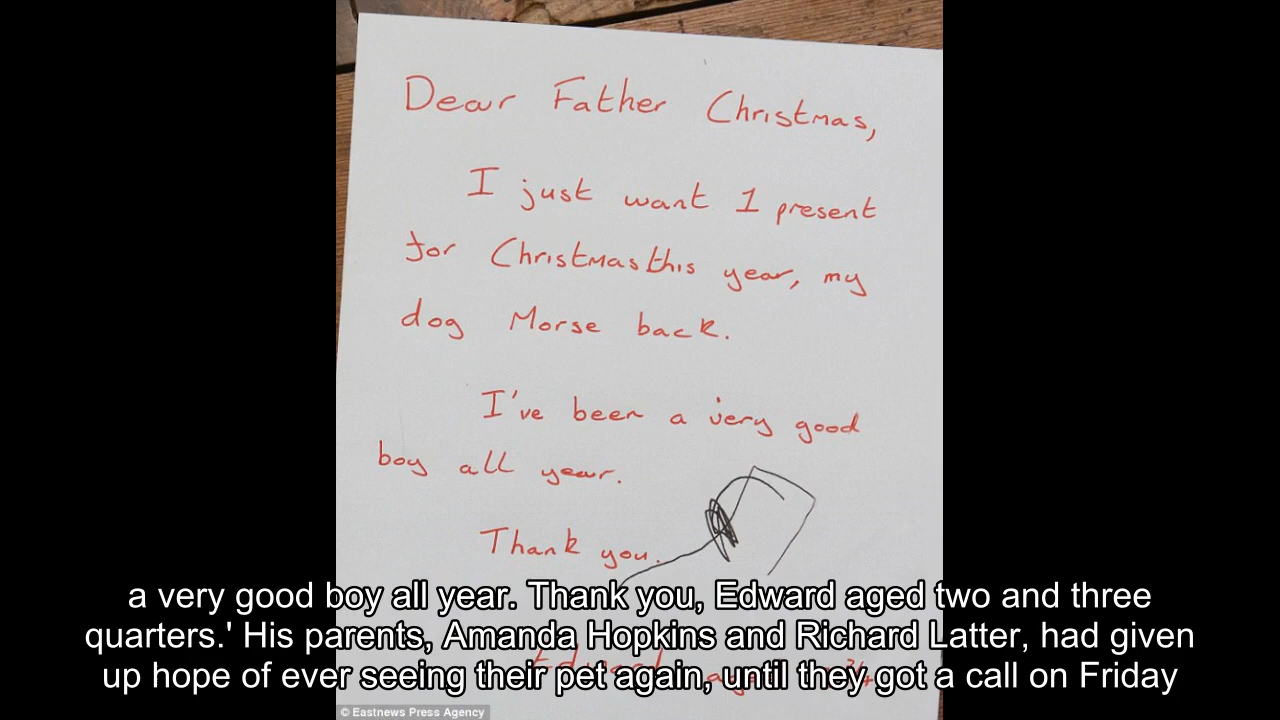 Dear Father Christmas,
I just want 1 present
for Christmas this year, my
dog Morse back.
I've been a very good
boy all year.
Thank you.
a very good boy all year. Thank you, Edward aged two and three
quarters.' His parents, Amanda Hopkins and Richard Latter, had given
up hope of ever seeing their pet again, until they got a call on Friday
© Eastnews Press Agency